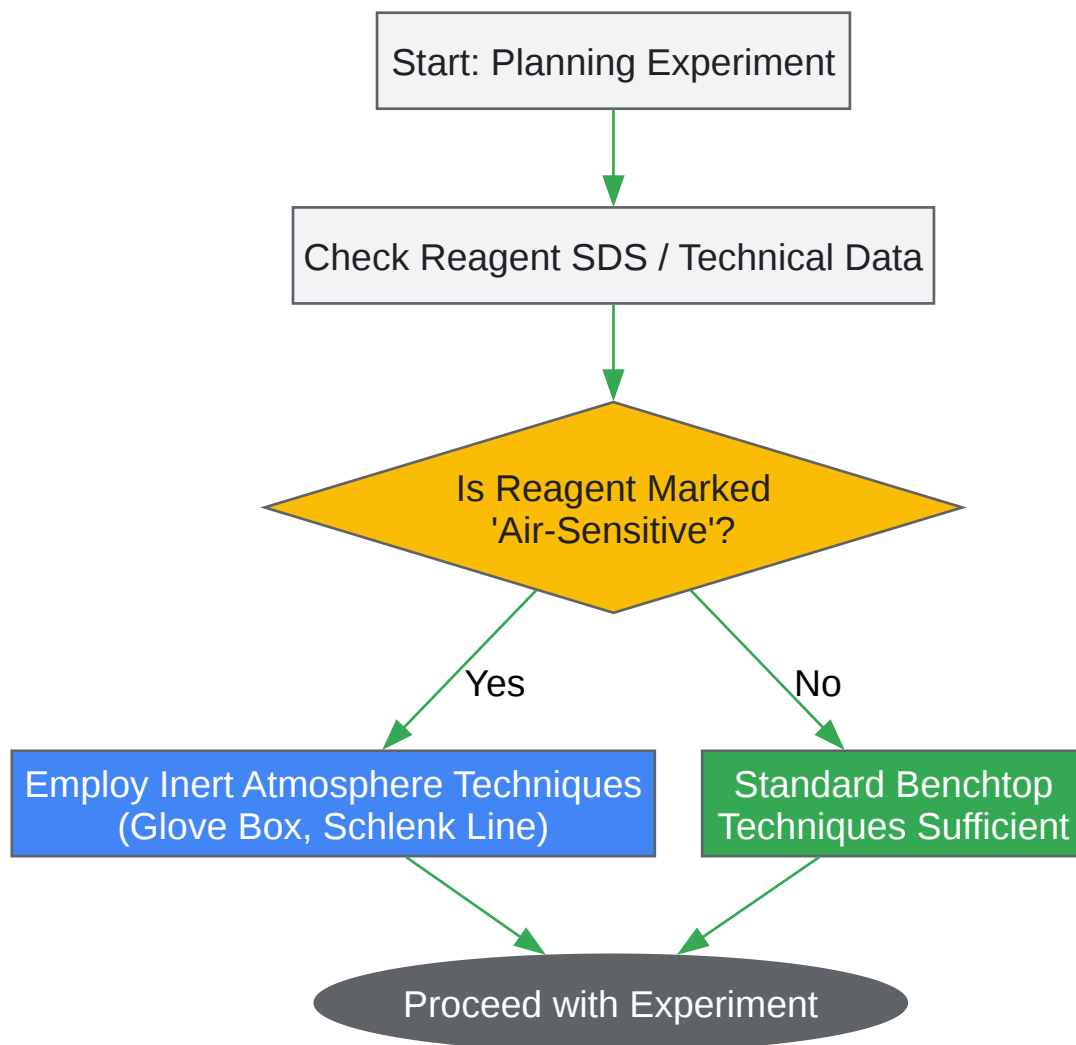 Start: Planning Experiment
Check Reagent SDS / Technical Data
Is Reagent Marked
'Air-Sensitive'?
Yes
No
Employ Inert Atmosphere Techniques
(Glove Box, Schlenk Line)
Standard Benchtop
Techniques Sufficient
Proceed with Experiment